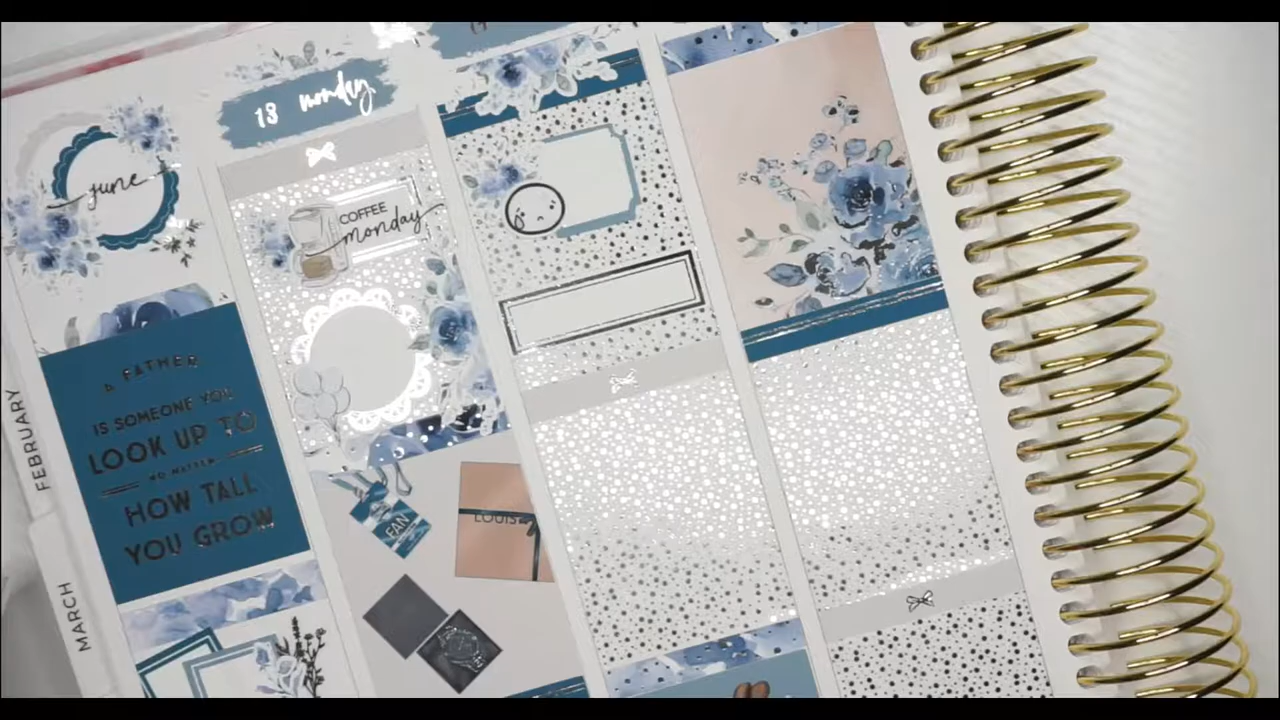 13 monday
june
COFFEE
monday
A FATHER
IS SOMEONE YOU
LOOK UP TO
NO MATTER
HOW TALL
YOU GROW
FAN
LOUIS
FEBRUARY
MARCH